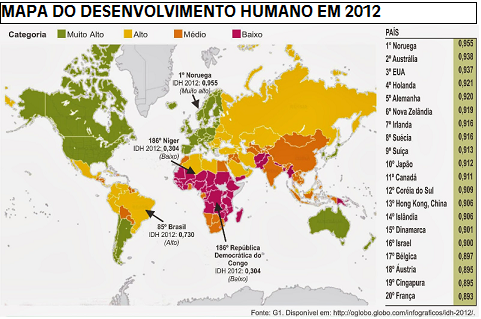 MAPA DO DESENVOLVIMENTO HUMANO EM 2012
Categoria Muito Alto Alto Médio Baixo
1º Noruega
IDH 2012: 0,955
(Muito alto)
186º Níger
IDH 2012: 0,304
(Baixo)
85º Brasil
IDH 2012: 0,730
(Alto)
186º República
Democrática do
Congo
IDH 2012: 0,304
(Baixo)
PAÍS
1º Noruega 0,955
2º Austrália 0,938
3º EUA 0,937
4º Holanda 0,921
5º Alemanha 0,920
6º Nova Zelândia 0,919
7º Irlanda 0,916
8º Suécia 0,916
9º Suíça 0,913
10º Japão 0,912
11º Canadá 0,911
12º Coréia do Sul 0,909
13º Hong Kong, China 0,906
14º Islândia 0,906
15º Dinamarca 0,901
16º Israel 0,900
17º Bélgica 0,897
18º Áustria 0,895
19º Cingapura 0,895
20º França 0,893
Fonte: G1. Disponível em: http://oglobo.globo.com/infograficos/idh-2012/.